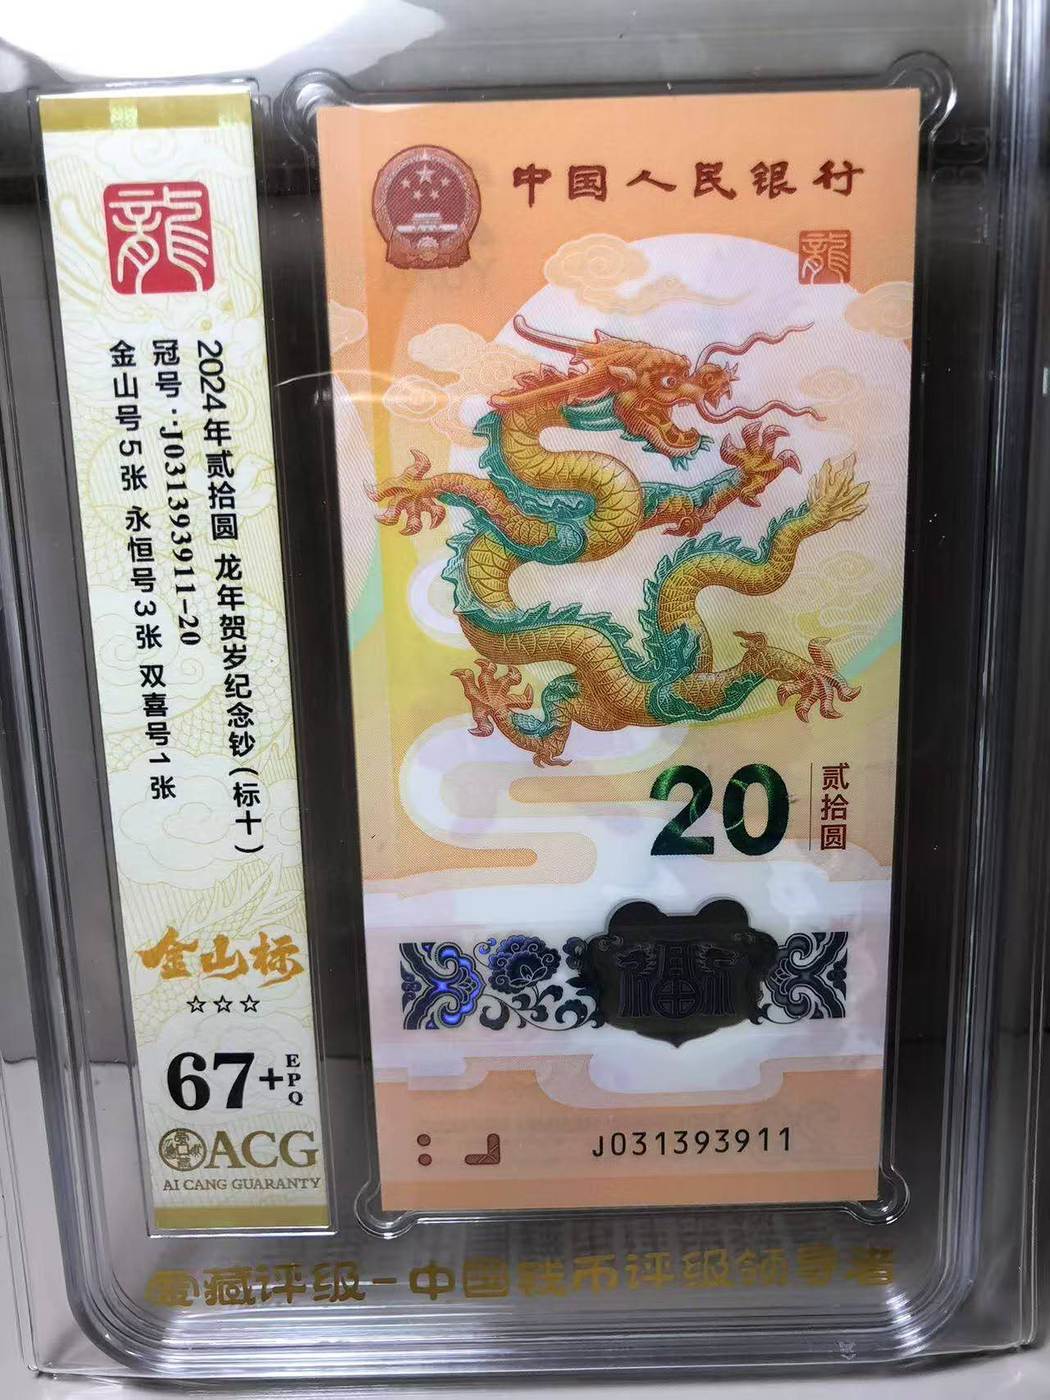 龍
2024年贰拾圆 龙年贺岁纪念钞(标十)
冠号·:J031393911-20
金山号5张 永恒号3张 双喜号1张
金山标
☆☆☆
67+EPQ
ACG
AI CANG GUARANTY
中国人民银行
龍
20
贰拾圆
福
J031393911
爱藏评级-中国钱币评级领导者